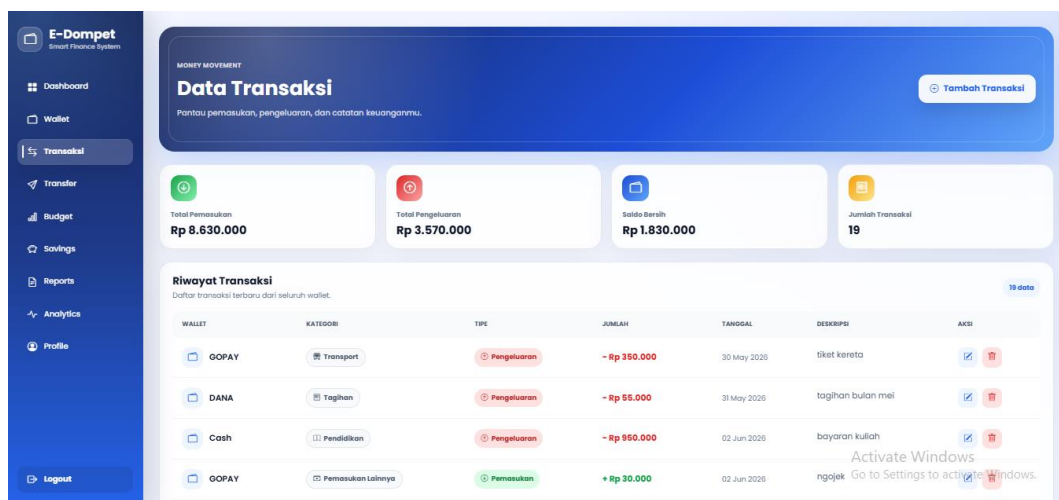 E-Dompet
Smart Finance System
Dashboard
Wallet
Transaksi
Transfer
Budget
Savings
Reports
Analytics
Profile
Logout
MONEY MOVEMENT
Data Transaksi
Pantau pemasukan, pengeluaran, dan catatan keuanganmu.
Tambah Transaksi
Total Pemasukan
Rp 8.630.000
Total Pengeluaran
Rp 3.570.000
Saldo Bersih
Rp 1.830.000
Jumlah Transaksi
19
Riwayat Transaksi
Daftar transaksi terbaru dari seluruh wallet.
19 data
WALLET KATEGORI TIPE JUMLAH TANGGAL DESKRIPSI AKSI
GOPAY Transport Pengeluaran - Rp 350.000 30 May 2026 tiket kereta
DANA Tagihan Pengeluaran - Rp 55.000 31 May 2026 tagihan bulan mei
Cash Pendidikan Pengeluaran - Rp 950.000 02 Jun 2026 bayaran kuliah
GOPAY Pemasukan Lainnya Pemasukan + Rp 30.000 02 Jun 2026 ngojek
Activate Windows
Go to Settings to activate Windows.